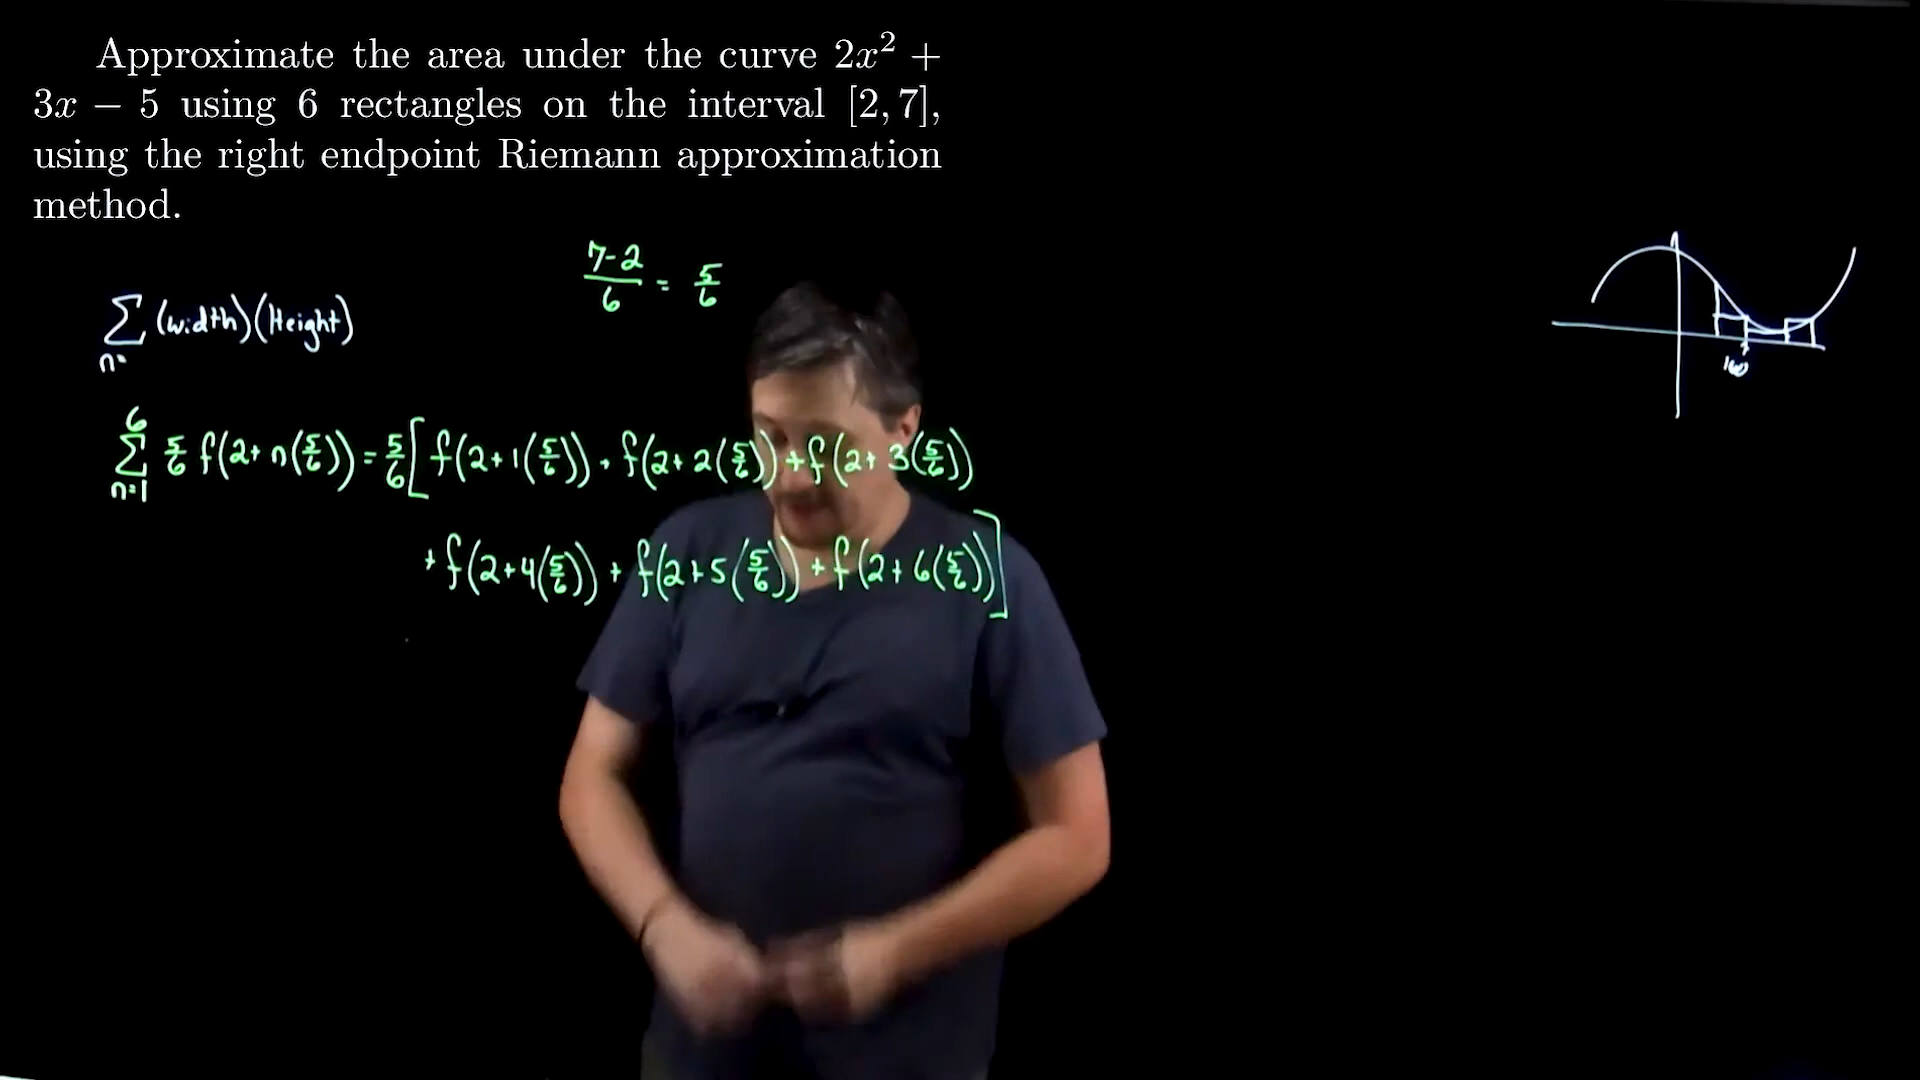 Approximate the area under the curve 2x² +
3x − 5 using 6 rectangles on the interval [2, 7],
using the right endpoint Riemann approximation
method.
(7-2)/6 = 5/6
∑ n= (width)(Height)
∑ n=1 6 5/6 f(2+n(5/6)) = 5/6[f(2+1(5/6)) + f(2+2(5/6)) + f(2+3(5/6))
+ f(2+4(5/6)) + f(2+5(5/6)) + f(2+6(5/6))]